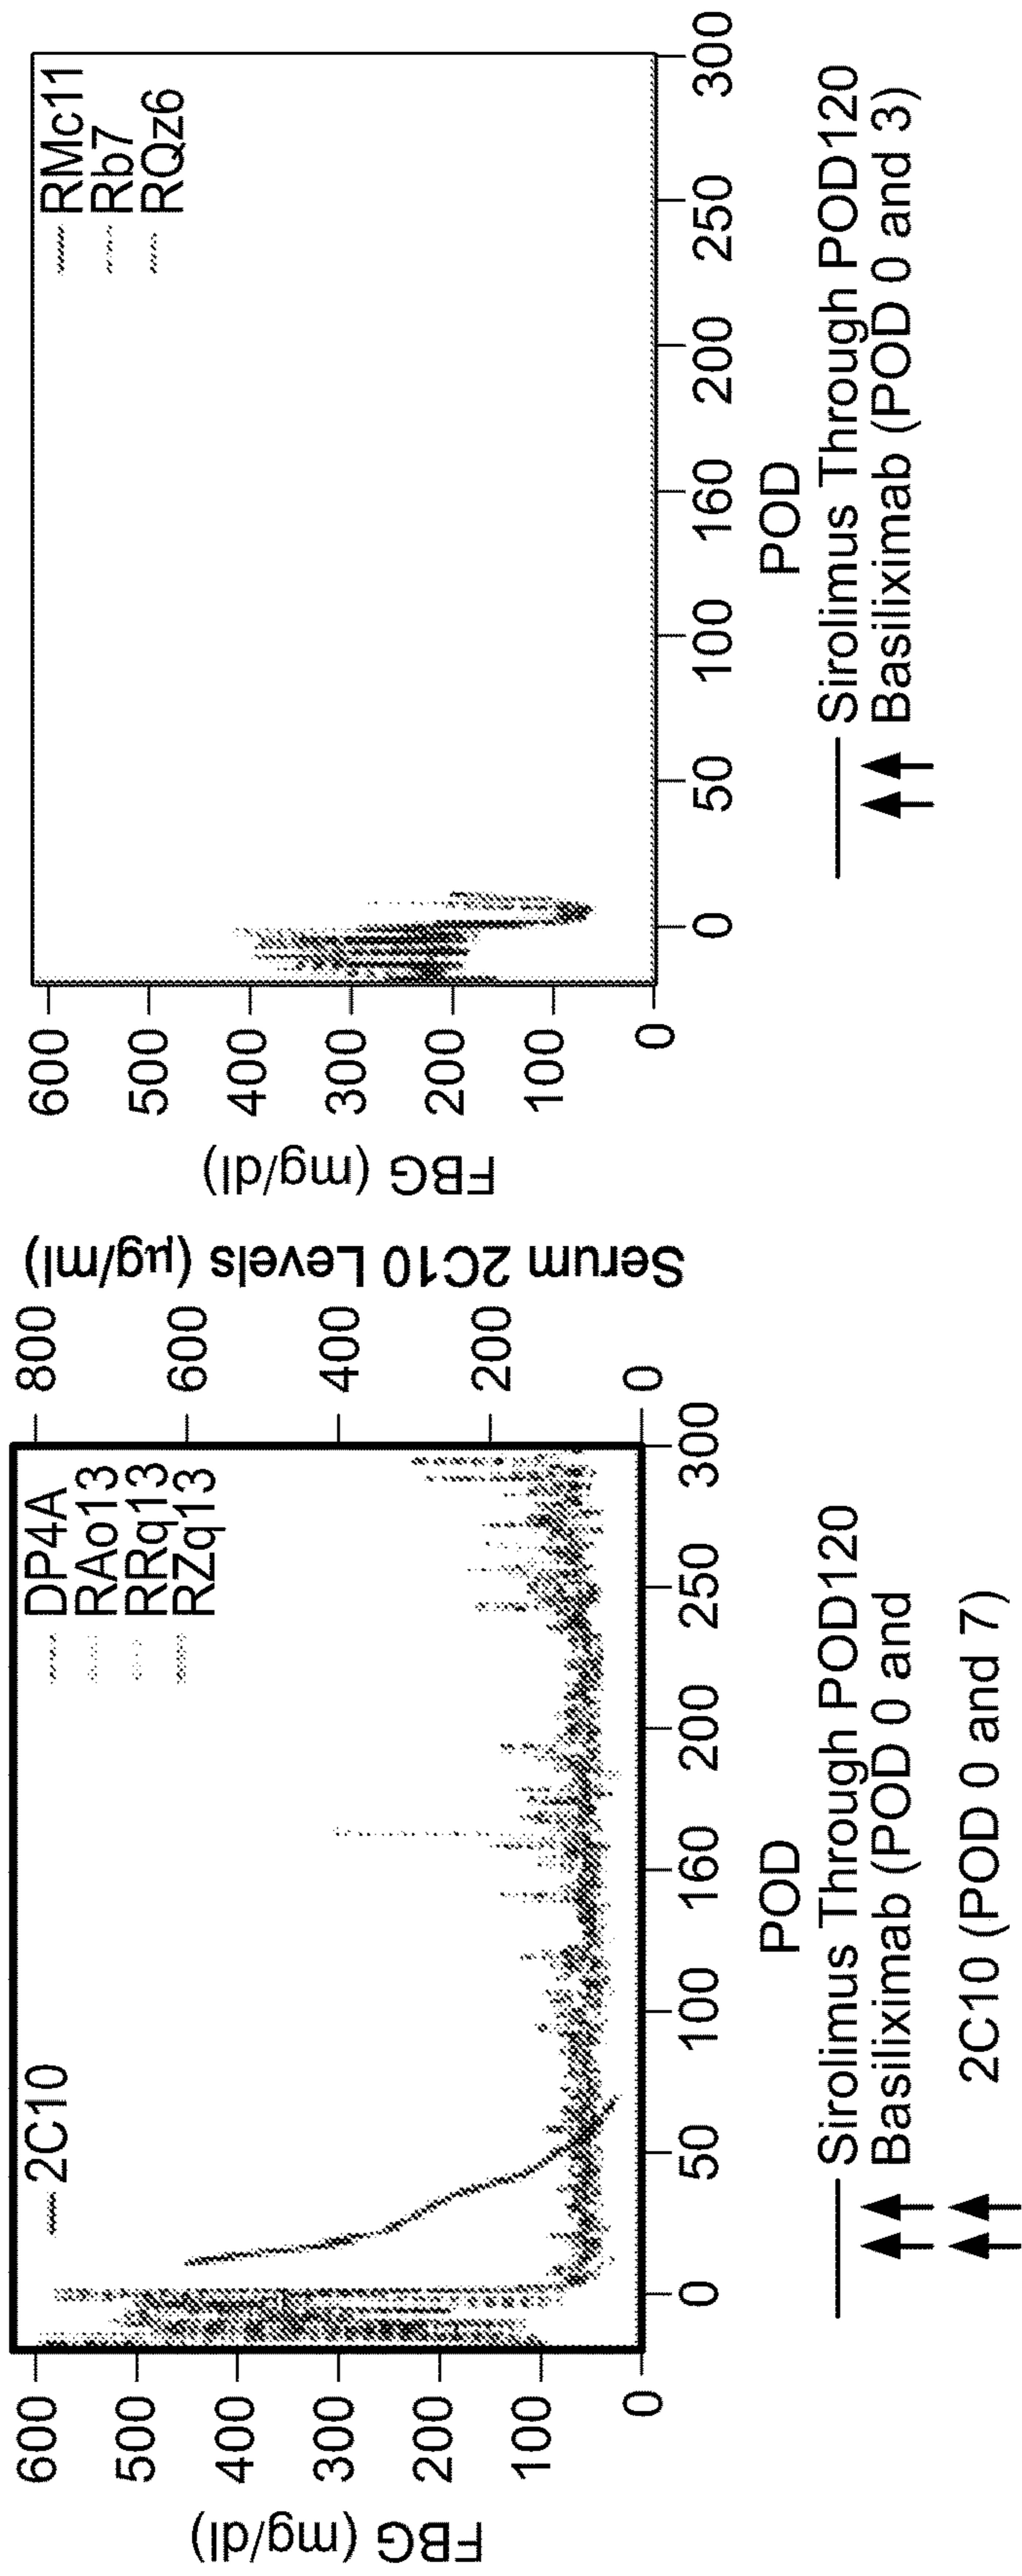 2C10
DP4A
RAo13
RRq13
RZq13
FBG (mg/dl)
600
500
400
300
200
100
0
Serum 2C10 Levels (µg/ml)
800
600
400
200
0
0
50
100
160
200
250
300
POD
Sirolimus Through POD120
Basiliximab (POD 0 and
2C10 (POD 0 and 7)
RMc11
Rb7
RQz6
FBG (mg/dl)
600
500
400
300
200
100
0
0
50
100
160
200
250
300
POD
Sirolimus Through POD120
Basiliximab (POD 0 and 3)